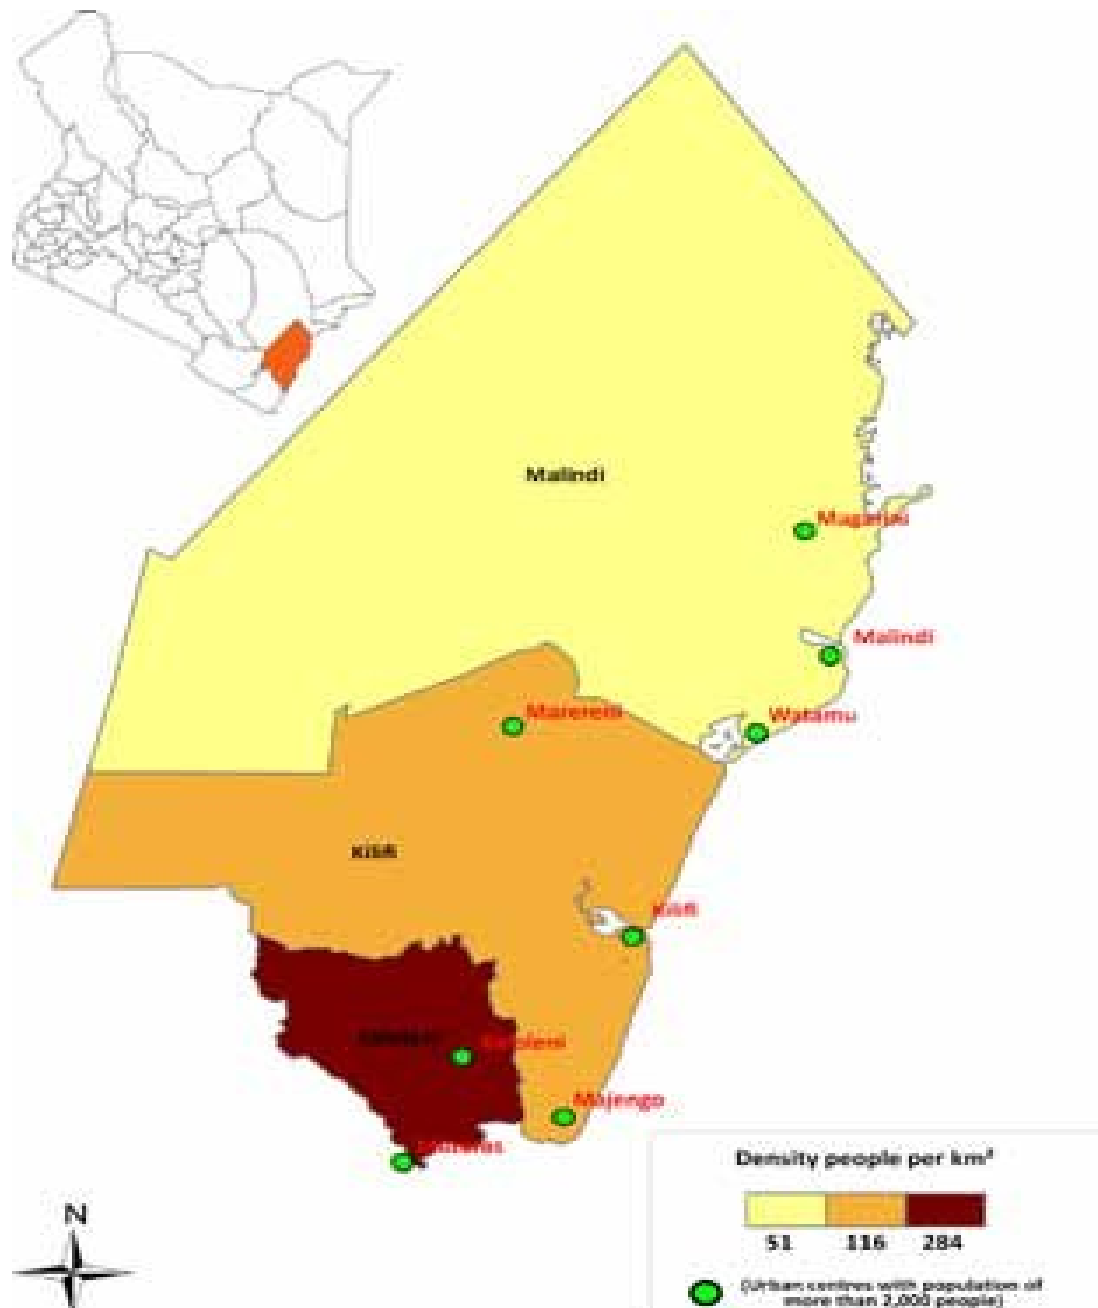 Malindi
Magarini
Malindi
Marereni
Watamu
Kilifi
Kilifi
Majengo
Density people per km²
51 116 284
(Urban centres with population of
more than 2,000 people)
N